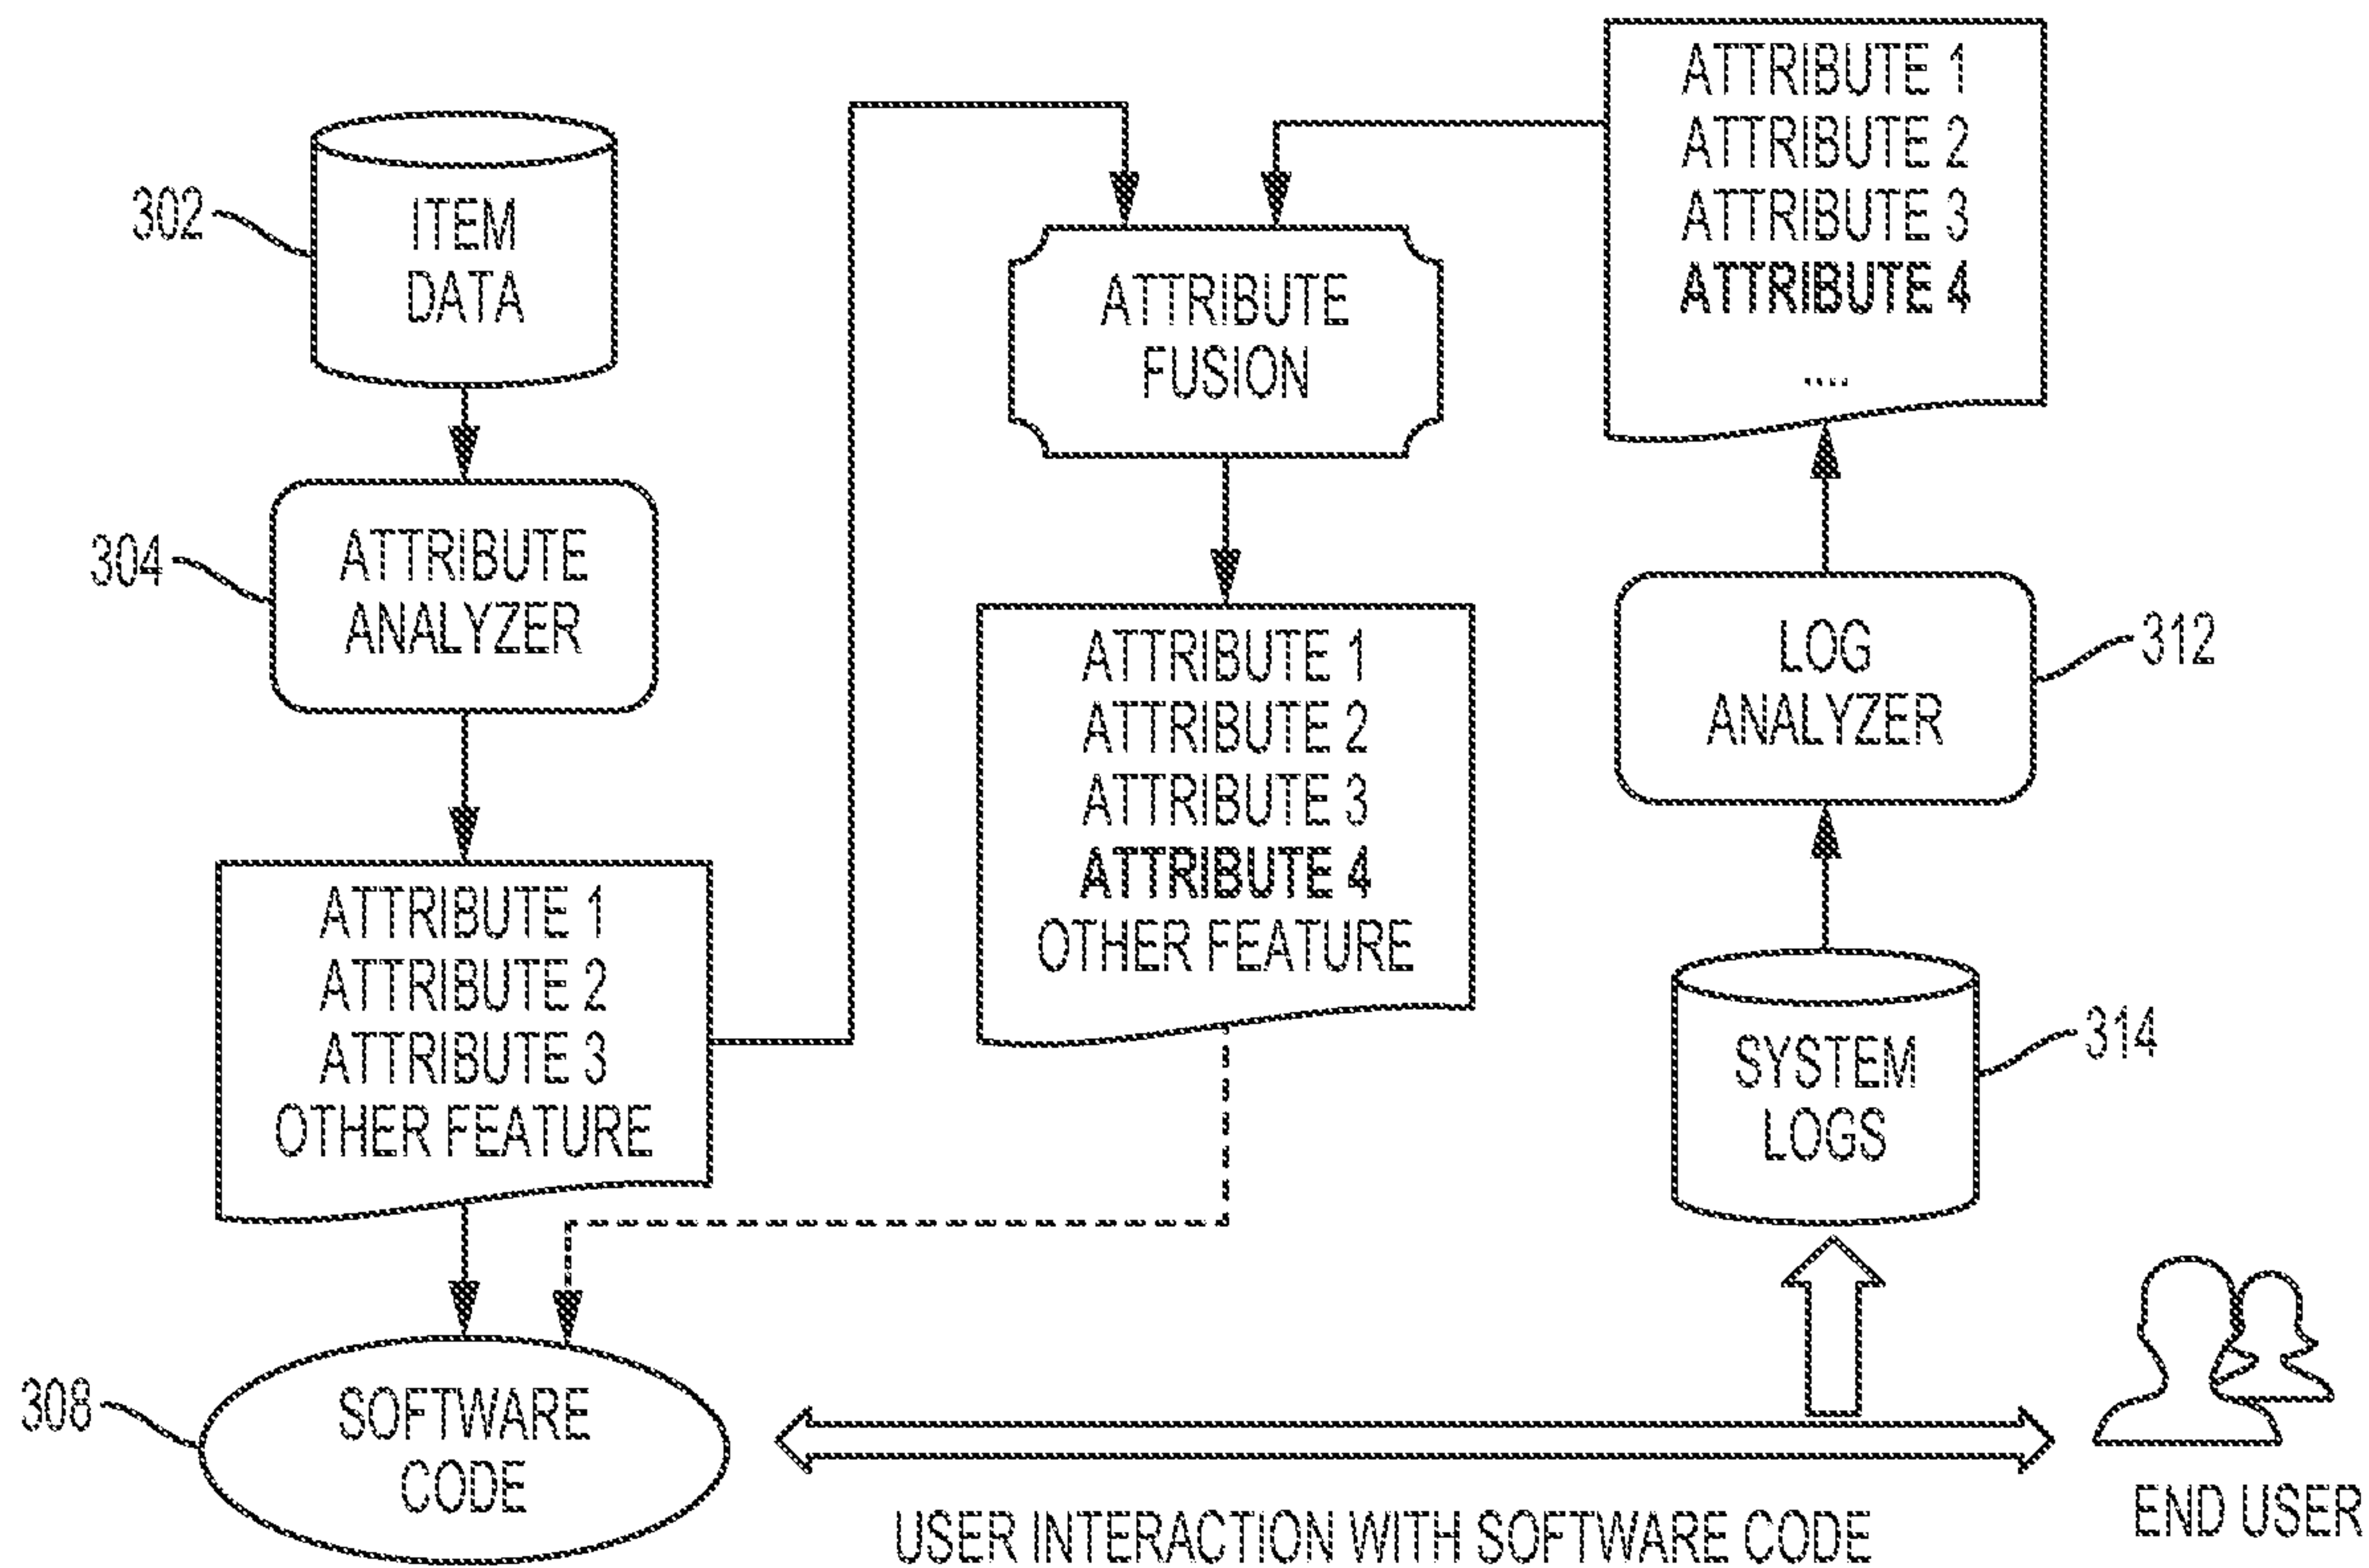 302
ITEM
DATA
304
ATTRIBUTE
ANALYZER
ATTRIBUTE 1
ATTRIBUTE 2
ATTRIBUTE 3
OTHER FEATURE
308
SOFTWARE
CODE
ATTRIBUTE
FUSION
ATTRIBUTE 1
ATTRIBUTE 2
ATTRIBUTE 3
ATTRIBUTE 4
OTHER FEATURE
ATTRIBUTE 1
ATTRIBUTE 2
ATTRIBUTE 3
ATTRIBUTE 4
....
LOG
ANALYZER
312
SYSTEM
LOGS
314
USER INTERACTION WITH SOFTWARE CODE
END USER